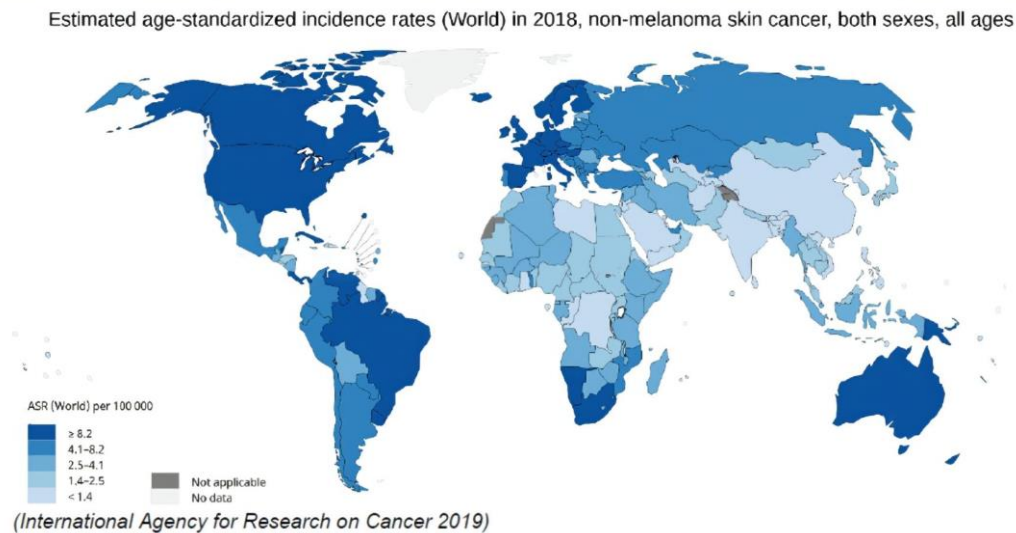 Estimated age-standardized incidence rates (World) in 2018, non-melanoma skin cancer, both sexes, all ages
ASR (World) per 100 000
≥ 8.2
4.1–8.2
2.5–4.1
1.4–2.5
< 1.4
Not applicable
No data
(International Agency for Research on Cancer 2019)